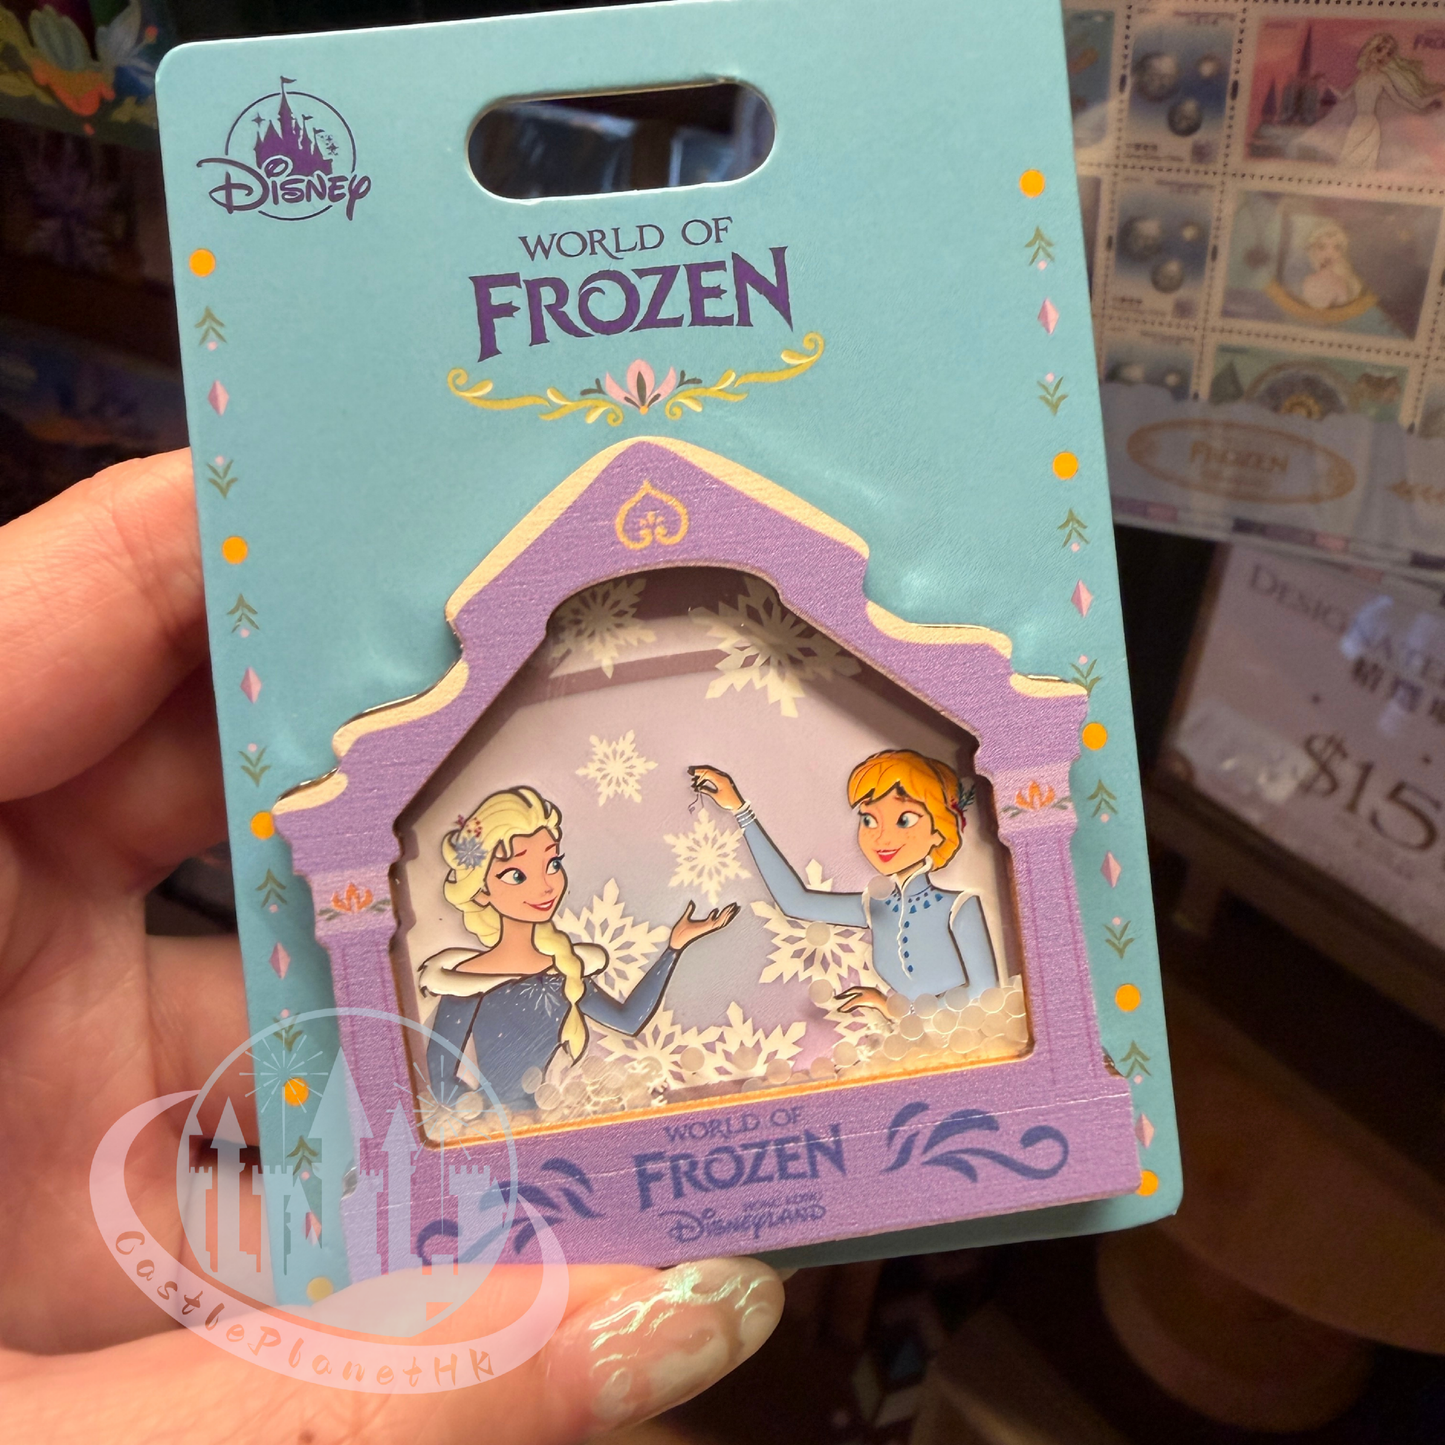 Disney
WORLD OF
FROZEN
WORLD OF
FROZEN
HONG KONG
DISNEYLAND
CastlePlanetHK
FROZEN
$15